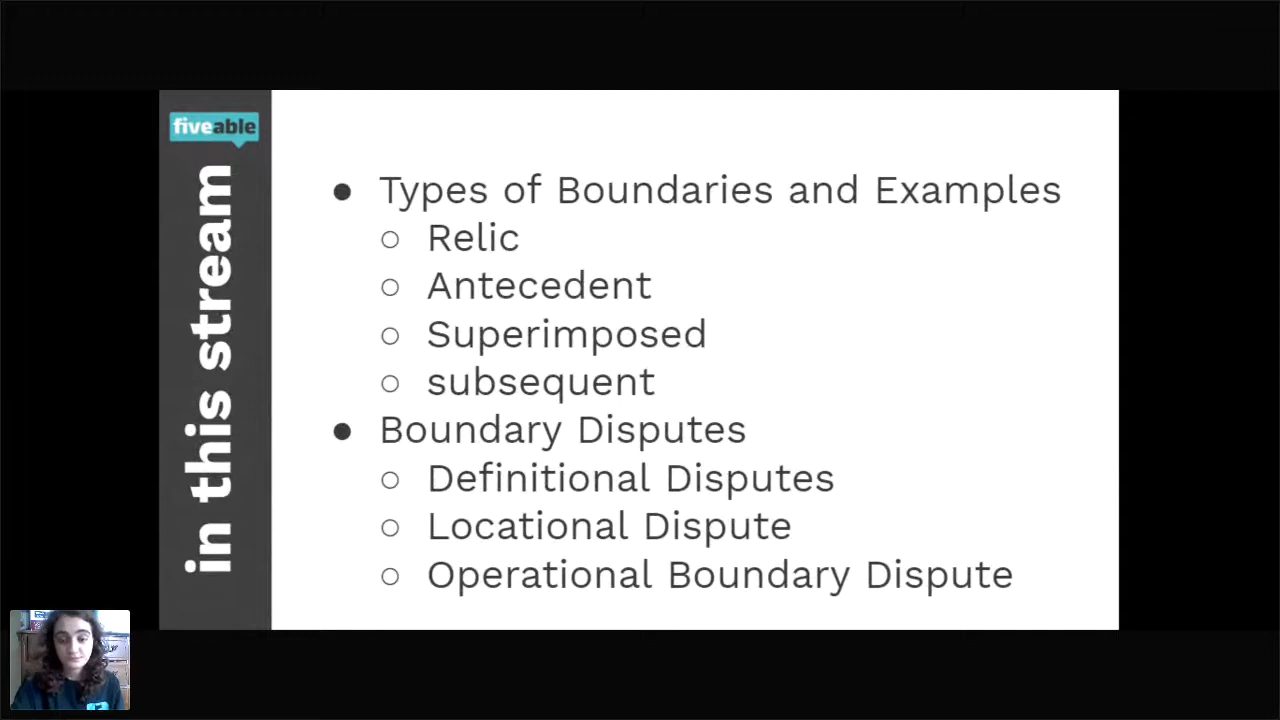 fiveable
in this stream
● Types of Boundaries and Examples
○ Relic
○ Antecedent
○ Superimposed
○ subsequent
● Boundary Disputes
○ Definitional Disputes
○ Locational Dispute
○ Operational Boundary Dispute